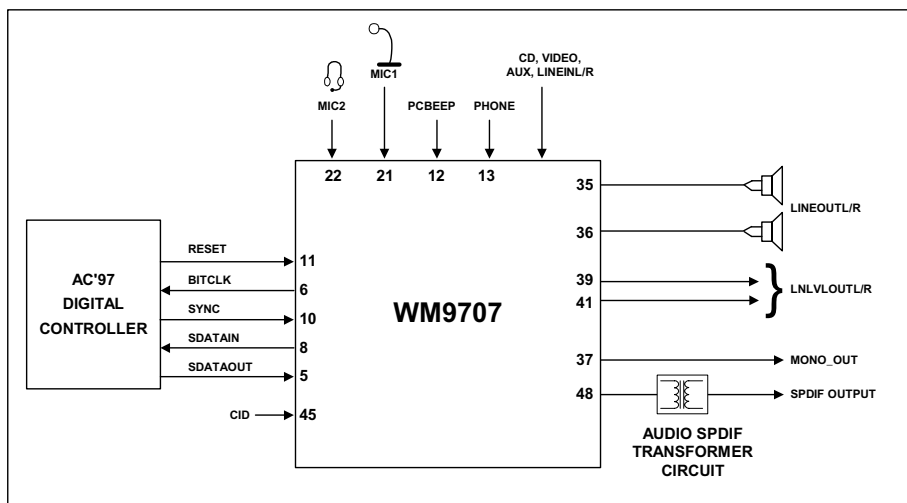 CD, VIDEO,
AUX, LINEINL/R
MIC1
MIC2
PCBEEP
PHONE
22
21
12
13
35
LINEOUTL/R
36
AC'97
DIGITAL
CONTROLLER
RESET
11
BITCLK
6
SYNC
10
SDATAIN
8
SDATAOUT
5
CID
45
WM9707
39
LNLVLOUTL/R
41
37
MONO_OUT
48
SPDIF OUTPUT
AUDIO SPDIF
TRANSFORMER
CIRCUIT